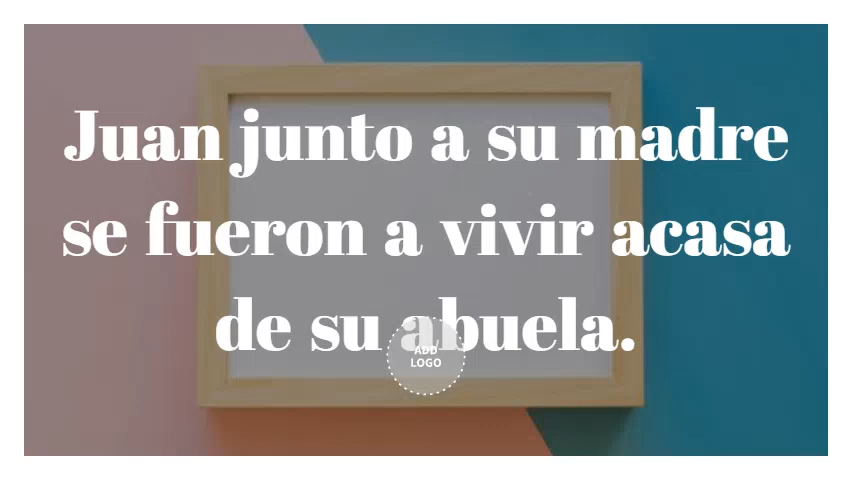 Juan junto a su madre
se fueron a vivir acasa
de su abuela.
ADD
LOGO